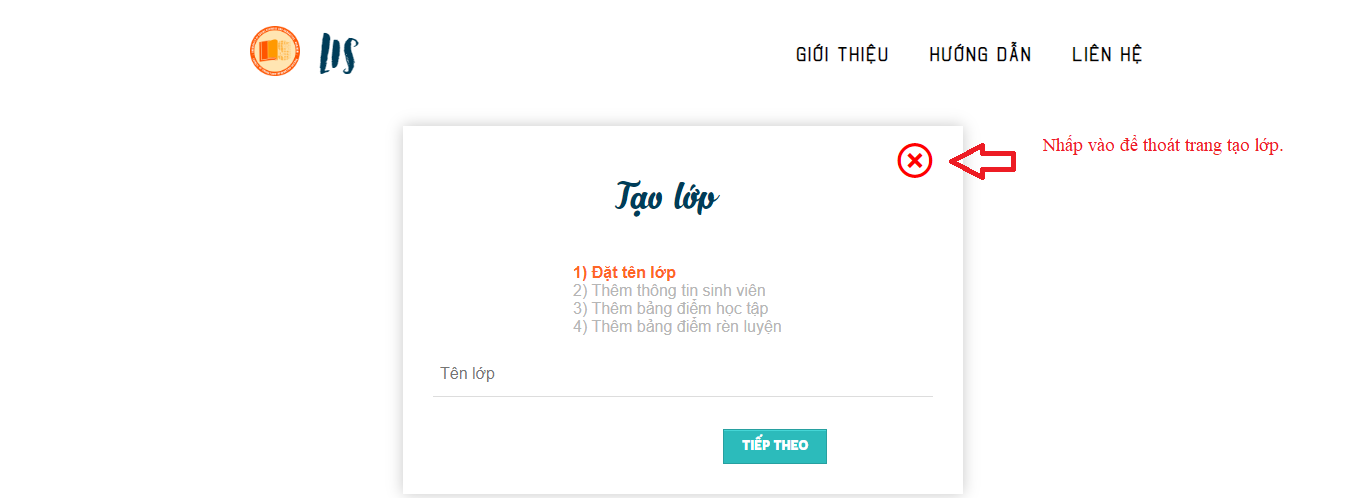 LIS
GIỚI THIỆU HƯỚNG DẪN LIÊN HỆ
Nhấp vào để thoát trang tạo lớp.
Tạo lớp
1) Đặt tên lớp
2) Thêm thông tin sinh viên
3) Thêm bảng điểm học tập
4) Thêm bảng điểm rèn luyện
Tên lớp
TIẾP THEO